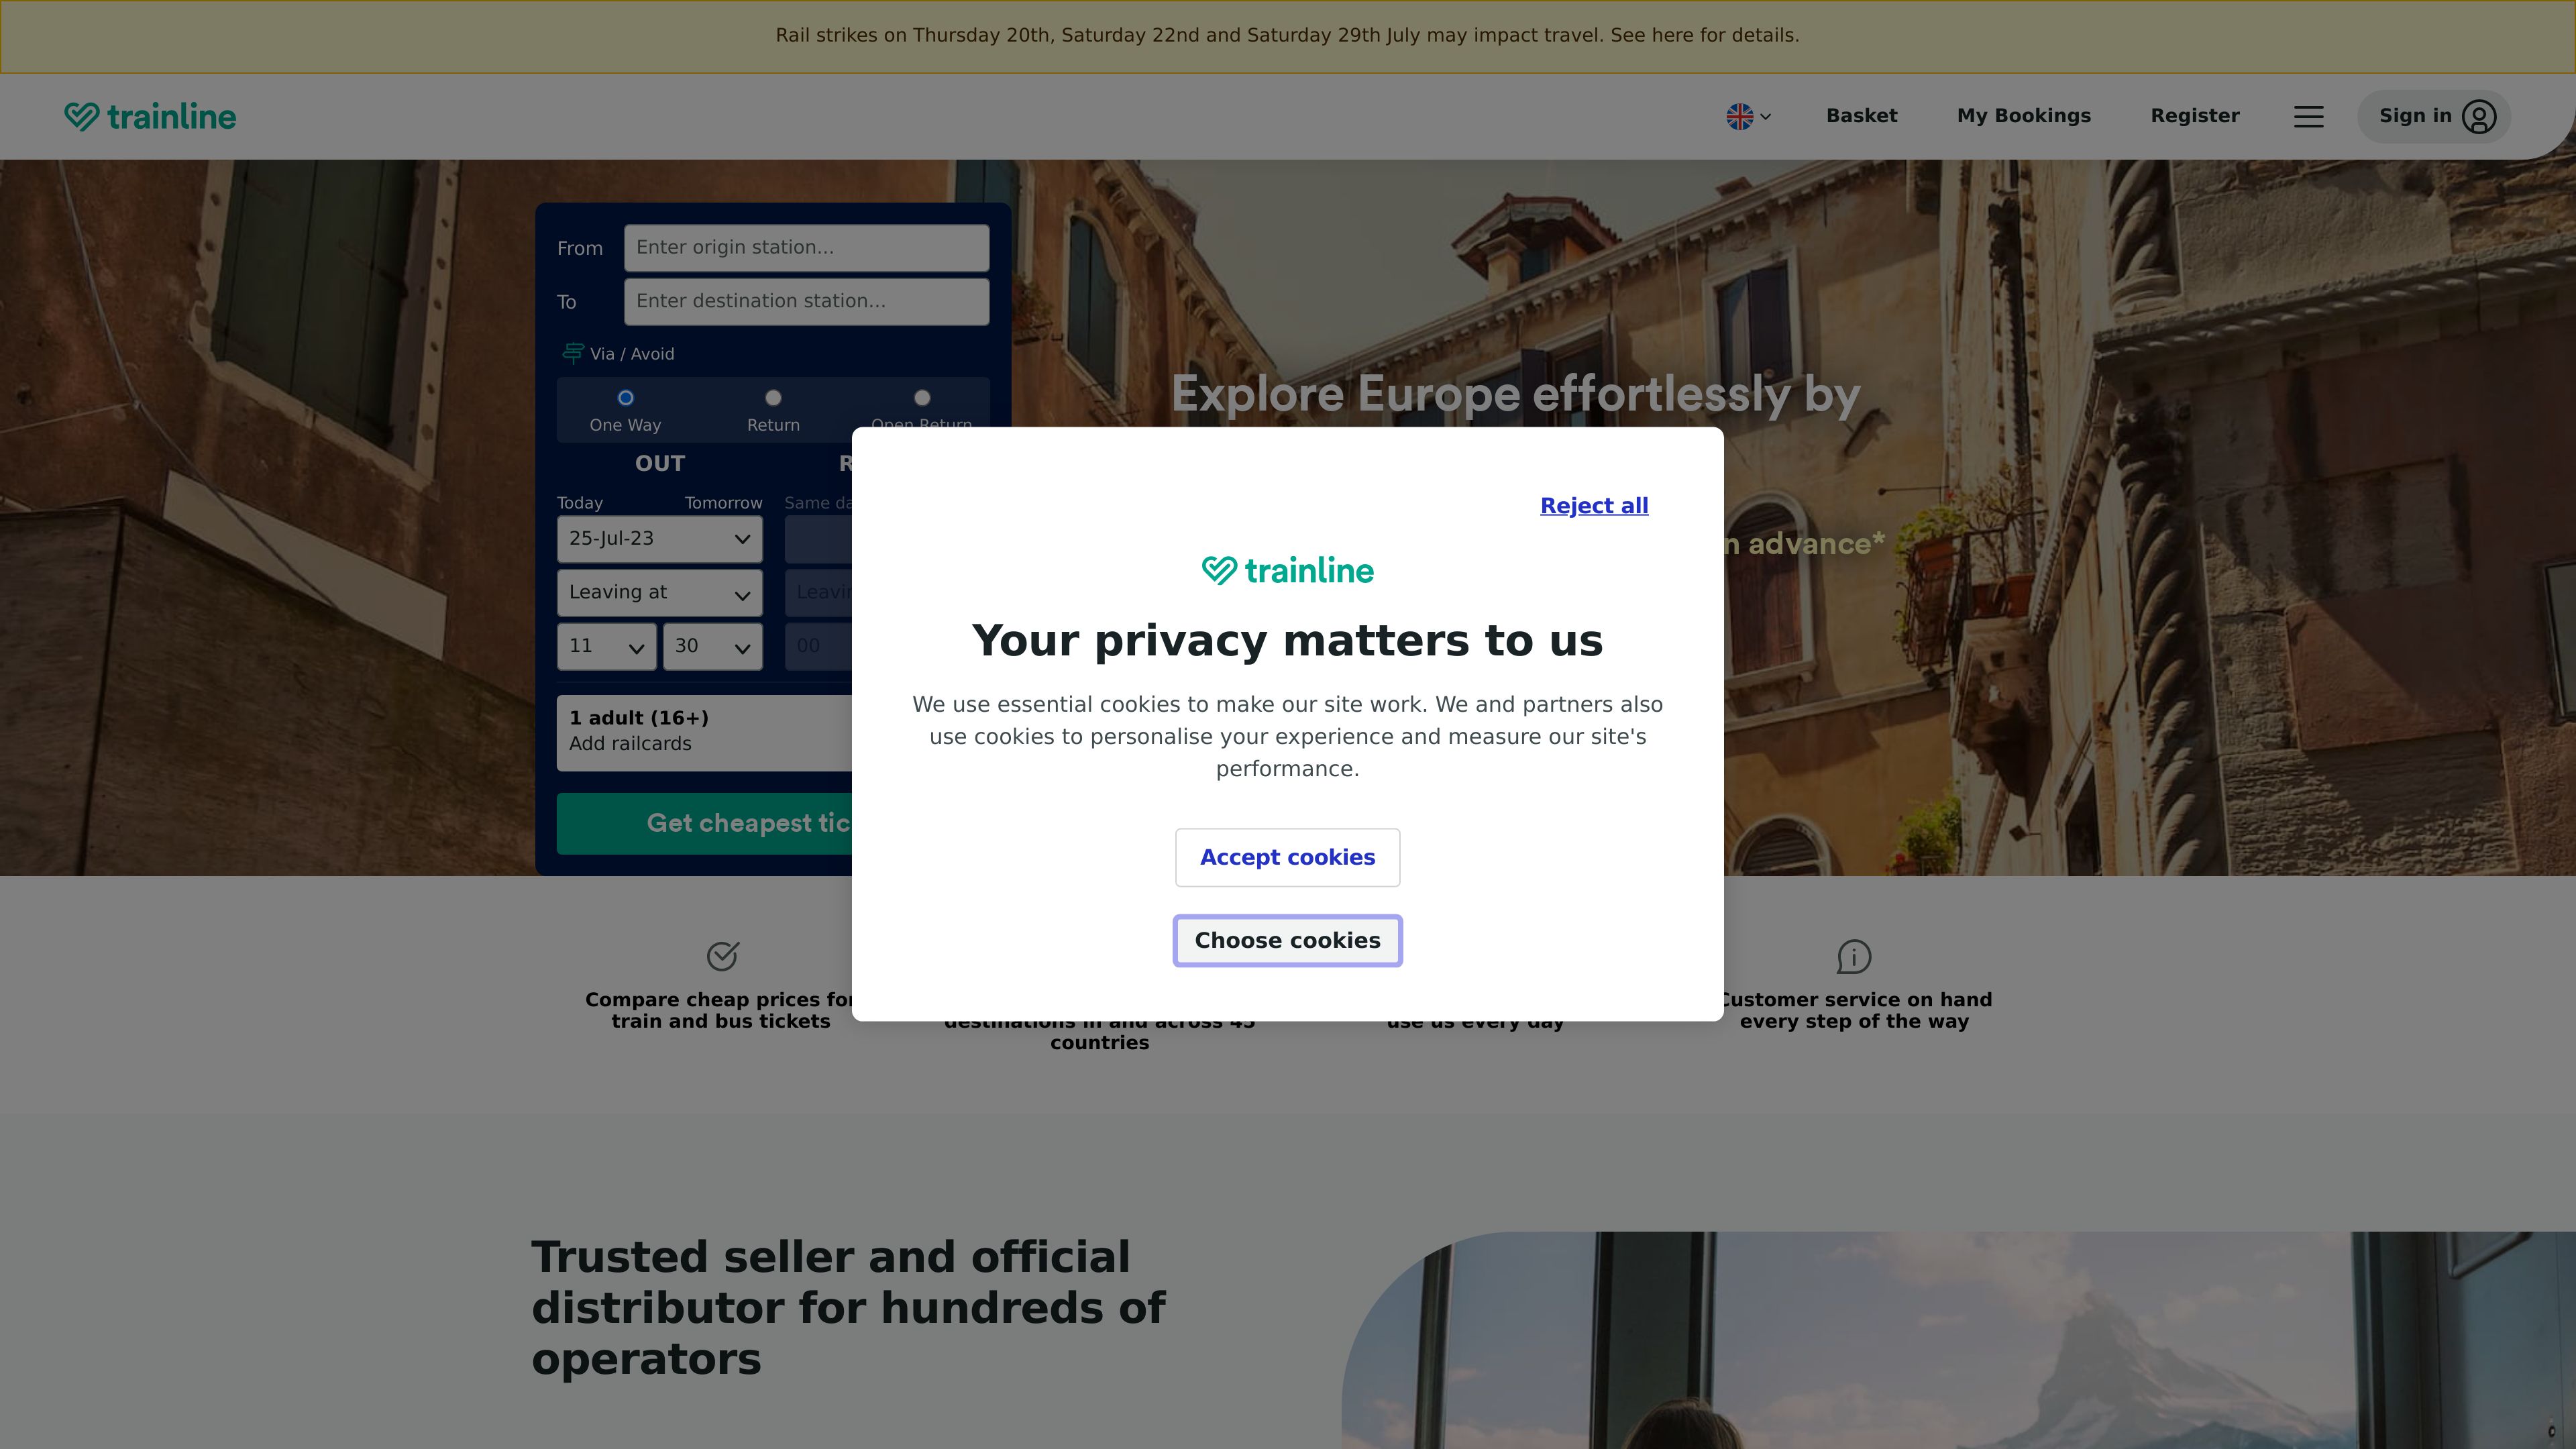 Rail strikes on Thursday 20th, Saturday 22nd and Saturday 29th July may impact travel. See here for details.
trainline
Basket
My Bookings
Register
Sign in
From
Enter origin station...
To
Enter destination station...
Via / Avoid
One Way
Return
Open Return
OUT
Today
Tomorrow
Same
25-Jul-23
Leaving at
11
30
00
1 adult (16+)
Add railcards
Get cheapest
Explore Europe effortlessly by
advance*
Reject all
trainline
Your privacy matters to us
We use essential cookies to make our site work. We and partners also
use cookies to personalise your experience and measure our site's
performance.
Accept cookies
Choose cookies
Compare cheap prices for
train and bus tickets
destinations in and across 45
countries
use us every day
Customer service on hand
every step of the way
Trusted seller and official
distributor for hundreds of
operators